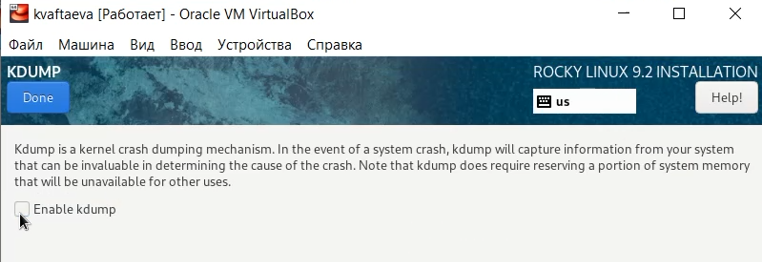 kvaftaeva [Работает] - Oracle VM VirtualBox
Файл Машина Вид Ввод Устройства Справка
KDUMP
ROCKY LINUX 9.2 INSTALLATION
Done
us
Help!
Kdump is a kernel crash dumping mechanism. In the event of a system crash, kdump will capture information from your system
that can be invaluable in determining the cause of the crash. Note that kdump does require reserving a portion of system memory
that will be unavailable for other uses.
Enable kdump